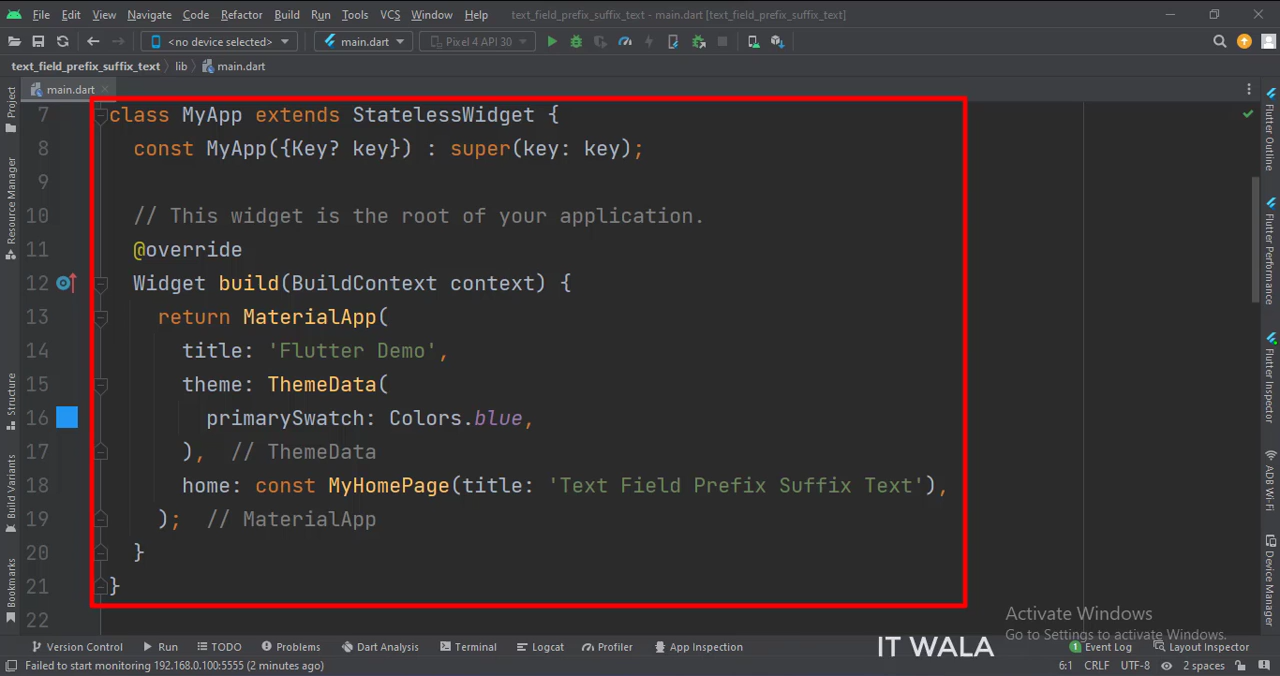 File Edit View Navigate Code Refactor Build Run Tools VCS Window Help text_field_prefix_suffix_text - main.dart [text_field_prefix_suffix_text]
<no device selected> main.dart Pixel 4 API 30
text_field_prefix_suffix_text lib main.dart
main.dart
7 class MyApp extends StatelessWidget {
8 const MyApp({Key? key}) : super(key: key);
9
10 // This widget is the root of your application.
11 @override
12 Widget build(BuildContext context) {
13 return MaterialApp(
14 title: 'Flutter Demo',
15 theme: ThemeData(
16 primarySwatch: Colors.blue,
17 ), // ThemeData
18 home: const MyHomePage(title: 'Text Field Prefix Suffix Text'),
19 ); // MaterialApp
20 }
21 }
22
Project
Resource Manager
Structure
Build Variants
Bookmarks
Flutter Outline
Flutter Performance
Flutter Inspector
ADB Wi-Fi
Device Manager
Activate Windows
Go to Settings to activate Windows.
IT WALA
Version Control Run TODO Problems Dart Analysis Terminal Logcat Profiler App Inspection 1 Event Log Layout Inspector
Failed to start monitoring 192.168.0.100:5555 (2 minutes ago) 6:1 CRLF UTF-8 2 spaces